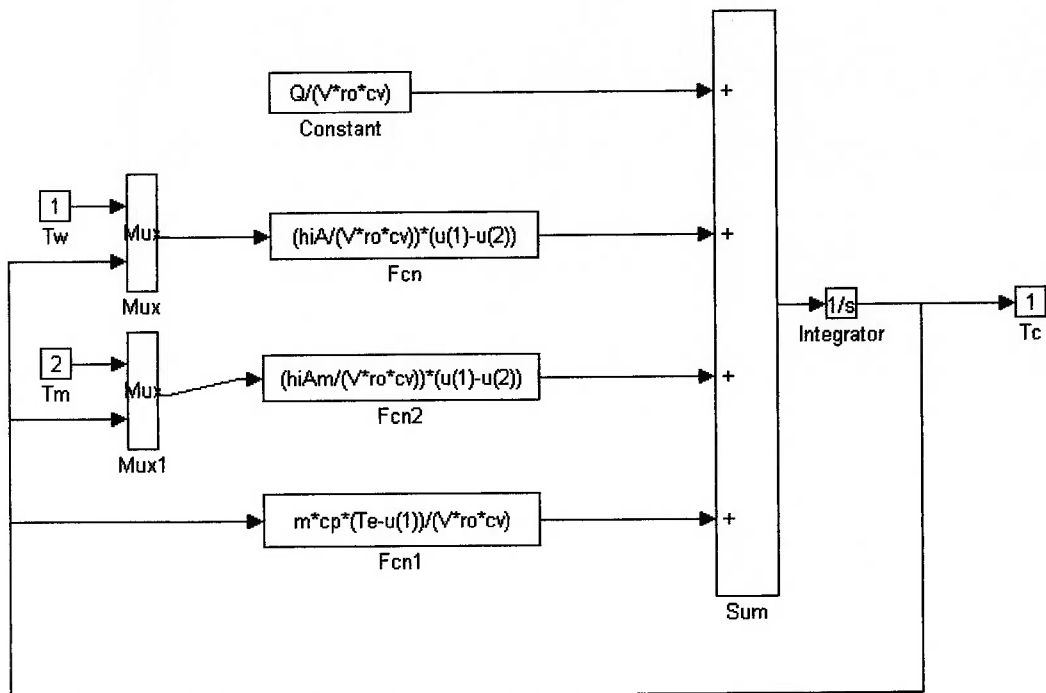 Q/(V*ro*cv)
+
Constant
1
Tw
Mux
(hiA/(V*ro*cv))*(u(1)-u(2))
+
Fcn
Mux
1/s
Integrator
1
Tc
2
Tm
Mux
(hiAm/(V*ro*cv))*(u(1)-u(2))
+
Fcn2
Mux1
m*cp*(Te-u(1))/(V*ro*cv)
+
Fcn1
Sum